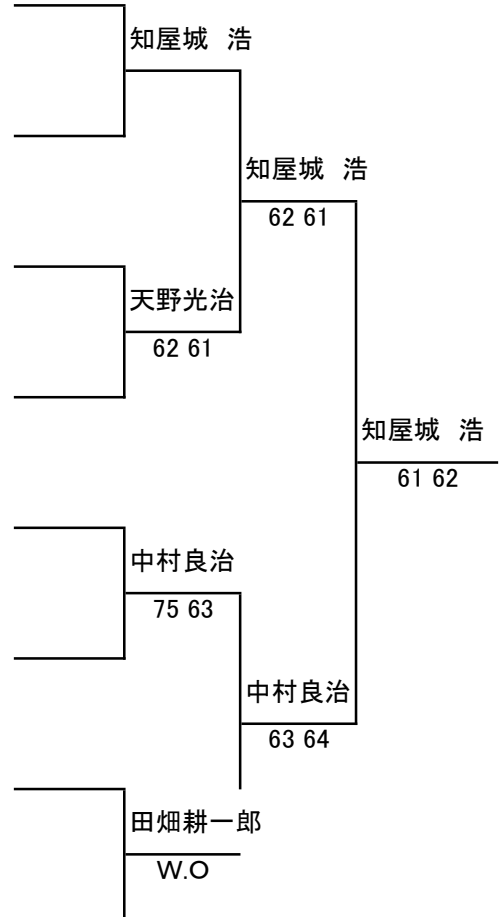 知屋城　浩
知屋城　浩
62 61
天野光治
62 61
知屋城　浩
61 62
中村良治
75 63
中村良治
63 64
田畑耕一郎
W.O